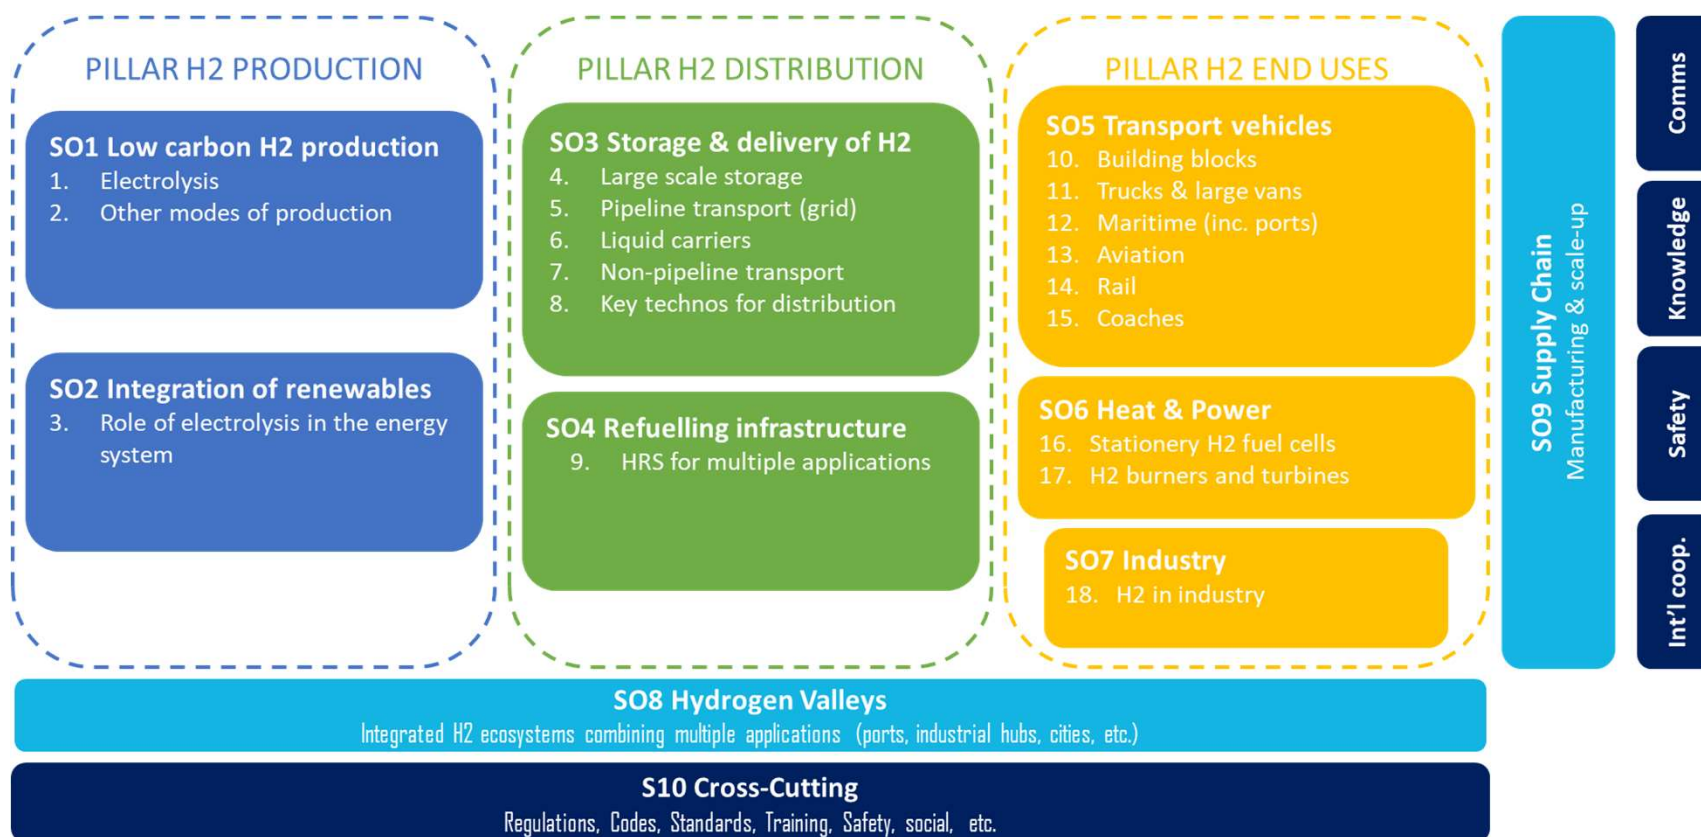 PILLAR H2 PRODUCTION
SO1 Low carbon H2 production
1. Electrolysis
2. Other modes of production
SO2 Integration of renewables
3. Role of electrolysis in the energy
system
PILLAR H2 DISTRIBUTION
SO3 Storage & delivery of H2
4. Large scale storage
5. Pipeline transport (grid)
6. Liquid carriers
7. Non-pipeline transport
8. Key technos for distribution
SO4 Refuelling infrastructure
9. HRS for multiple applications
PILLAR H2 END USES
SO5 Transport vehicles
10. Building blocks
11. Trucks & large vans
12. Maritime (inc. ports)
13. Aviation
14. Rail
15. Coaches
SO6 Heat & Power
16. Stationery H2 fuel cells
17. H2 burners and turbines
SO7 Industry
18. H2 in industry
SO9 Supply Chain
Manufacturing & scale-up
Comms
Knowledge
Safety
Int'l coop.
SO8 Hydrogen Valleys
Integrated H2 ecosystems combining multiple applications (ports, industrial hubs, cities, etc.)
S10 Cross-Cutting
Regulations, Codes, Standards, Training, Safety, social, etc.